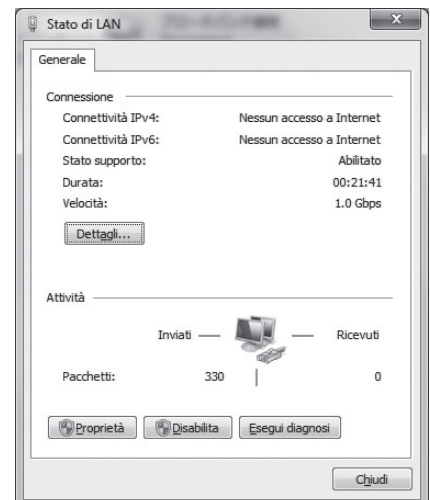 Stato di LAN
Generale
Connessione
Connettività IPv4: Nessun accesso a Internet
Connettività IPv6: Nessun accesso a Internet
Stato supporto: Abilitato
Durata: 00:21:41
Velocità: 1.0 Gbps
Dettagli...
Attività
Inviati — — Ricevuti
Pacchetti: 330 | 0
Proprietà Disabilita Esegui diagnosi
Chiudi